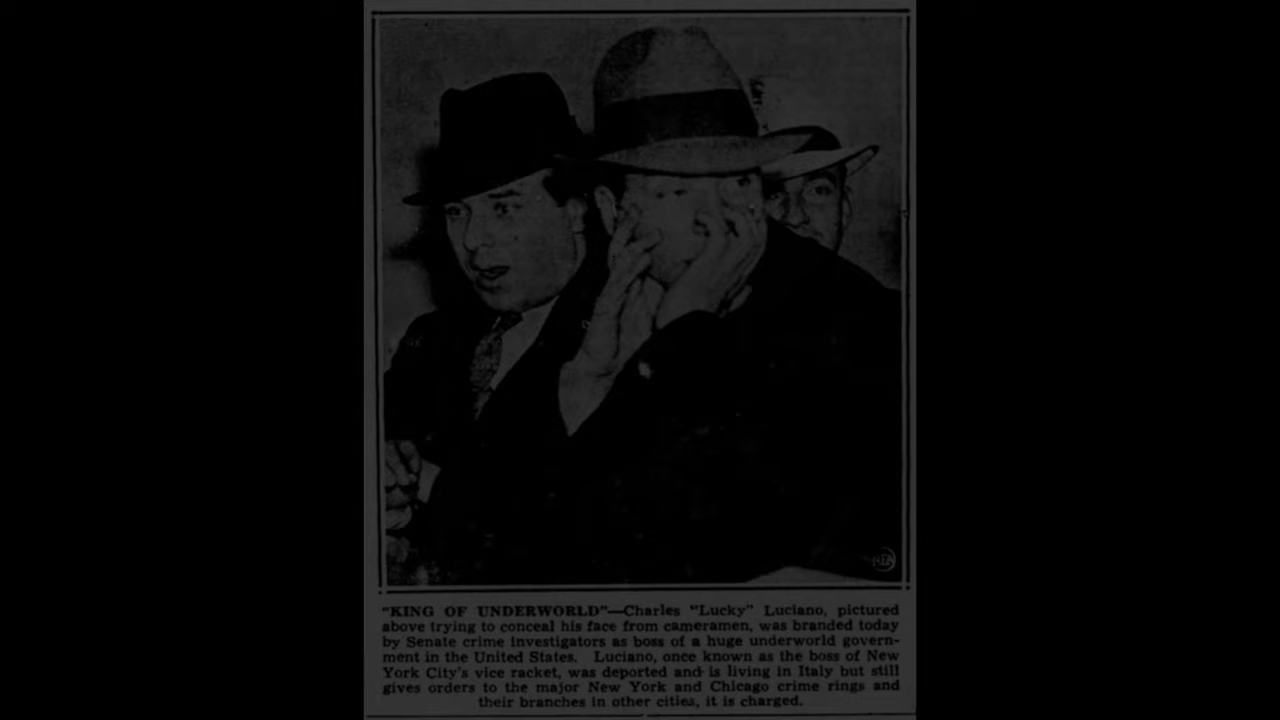 "KING OF UNDERWORLD"—Charles "Lucky" Luciano, pictured
above trying to conceal his face from cameramen, was branded today
by Senate crime investigators as boss of a huge underworld govern-
ment in the United States. Luciano, once known as the boss of New
York City's vice racket, was deported and is living in Italy but still
gives orders to the major New York and Chicago crime rings and
their branches in other cities, it is charged.